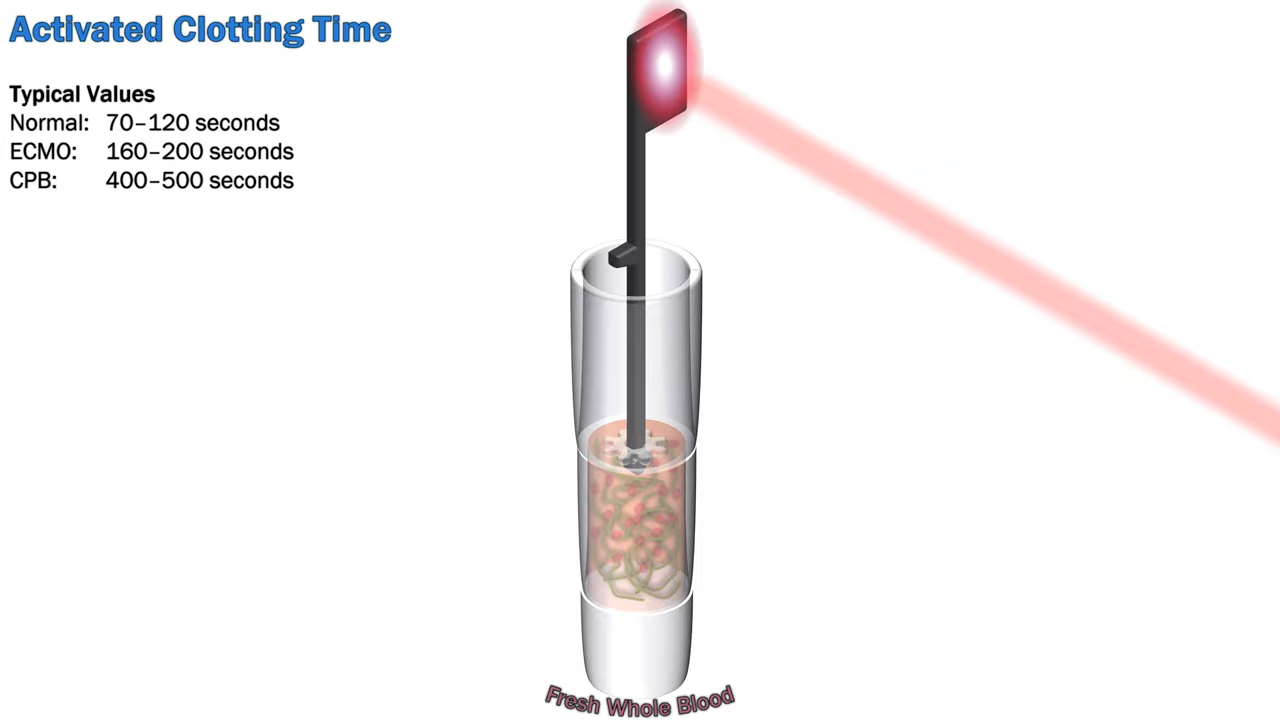 Activated Clotting Time
Typical Values
Normal: 70–120 seconds
ECMO: 160–200 seconds
CPB: 400–500 seconds
Fresh Whole Blood